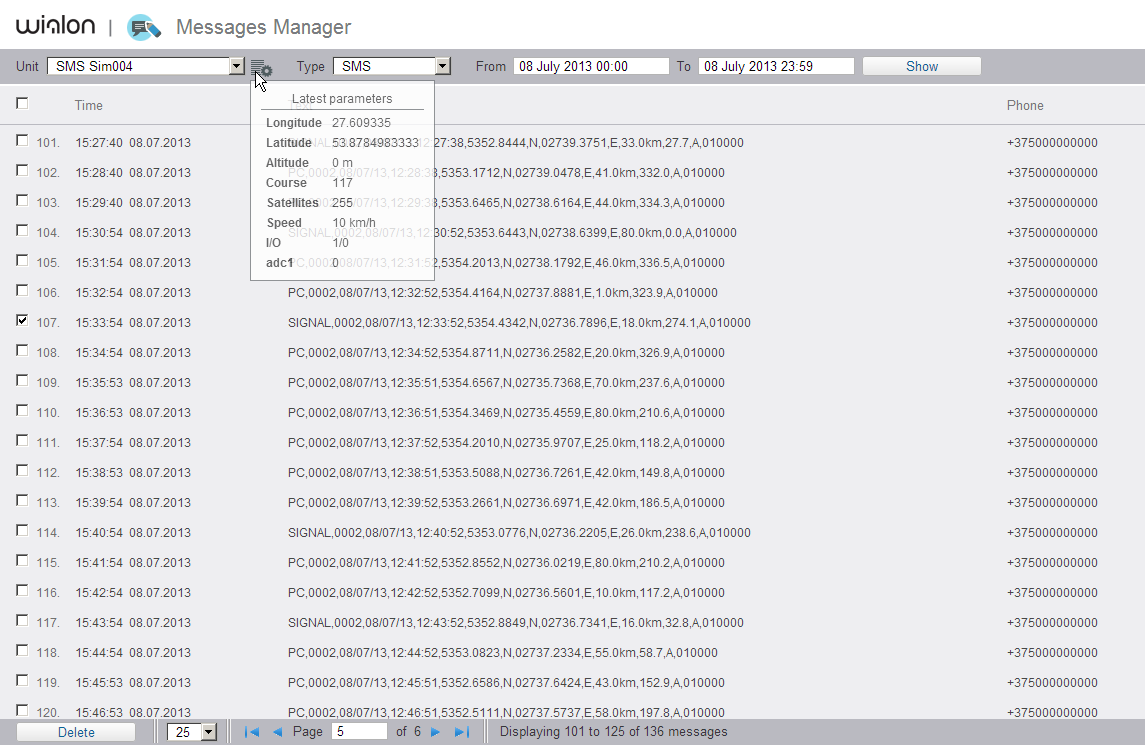 wialon | Messages Manager
Unit SMS Sim004 Type SMS From 08 July 2013 00:00 To 08 July 2013 23:59 Show
Time Phone
Latest parameters
Longitude 27.609335
Latitude 53.8784983333
Altitude 0 m
Course 117
Satellites 255
Speed 10 km/h
I/O 1/0
adc1 0
101. 15:27:40 08.07.2013 27:38,5352.8444,N,02739.3751,E,33.0km,27.7,A,010000 +375000000000
102. 15:28:40 08.07.2013 PC,0002,08/07/13,12:28:38,5353.1712,N,02739.0478,E,41.0km,332.0,A,010000 +375000000000
103. 15:29:40 08.07.2013 12:29:38,5353.6465,N,02738.6164,E,44.0km,334.3,A,010000 +375000000000
104. 15:30:54 08.07.2013 SIGNAL,0002,08/07/13,12:30:52,5353.6443,N,02738.6399,E,80.0km,0.0,A,010000 +375000000000
105. 15:31:54 08.07.2013 PC,0002,08/07/13,12:31:52,5354.2013,N,02738.1792,E,46.0km,336.5,A,010000 +375000000000
106. 15:32:54 08.07.2013 PC,0002,08/07/13,12:32:52,5354.4164,N,02737.8881,E,1.0km,323.9,A,010000 +375000000000
107. 15:33:54 08.07.2013 SIGNAL,0002,08/07/13,12:33:52,5354.4342,N,02736.7896,E,18.0km,274.1,A,010000 +375000000000
108. 15:34:54 08.07.2013 PC,0002,08/07/13,12:34:52,5354.8711,N,02736.2582,E,20.0km,326.9,A,010000 +375000000000
109. 15:35:53 08.07.2013 PC,0002,08/07/13,12:35:51,5354.6567,N,02735.7368,E,70.0km,237.6,A,010000 +375000000000
110. 15:36:53 08.07.2013 PC,0002,08/07/13,12:36:51,5354.3469,N,02735.4559,E,80.0km,210.6,A,010000 +375000000000
111. 15:37:54 08.07.2013 PC,0002,08/07/13,12:37:52,5354.2010,N,02735.9707,E,25.0km,118.2,A,010000 +375000000000
112. 15:38:53 08.07.2013 PC,0002,08/07/13,12:38:51,5353.5088,N,02736.7261,E,42.0km,149.8,A,010000 +375000000000
113. 15:39:54 08.07.2013 PC,0002,08/07/13,12:39:52,5353.2661,N,02736.6971,E,42.0km,186.5,A,010000 +375000000000
114. 15:40:54 08.07.2013 SIGNAL,0002,08/07/13,12:40:52,5353.0776,N,02736.2205,E,26.0km,238.6,A,010000 +375000000000
115. 15:41:54 08.07.2013 PC,0002,08/07/13,12:41:52,5352.8552,N,02736.0219,E,80.0km,210.2,A,010000 +375000000000
116. 15:42:54 08.07.2013 PC,0002,08/07/13,12:42:52,5352.7099,N,02736.5601,E,10.0km,117.2,A,010000 +375000000000
117. 15:43:54 08.07.2013 SIGNAL,0002,08/07/13,12:43:52,5352.8849,N,02736.7341,E,16.0km,32.8,A,010000 +375000000000
118. 15:44:54 08.07.2013 PC,0002,08/07/13,12:44:52,5353.0823,N,02737.2334,E,55.0km,58.7,A,010000 +375000000000
119. 15:45:53 08.07.2013 PC,0002,08/07/13,12:45:51,5352.6586,N,02737.6424,E,43.0km,152.9,A,010000 +375000000000
120. 15:46:53 08.07.2013 PC,0002,08/07/13,12:46:51,5352.5111,N,02737.5737,E,58.0km,197.8,A,010000 +375000000000
Delete 25 Page 5 of 6 Displaying 101 to 125 of 136 messages